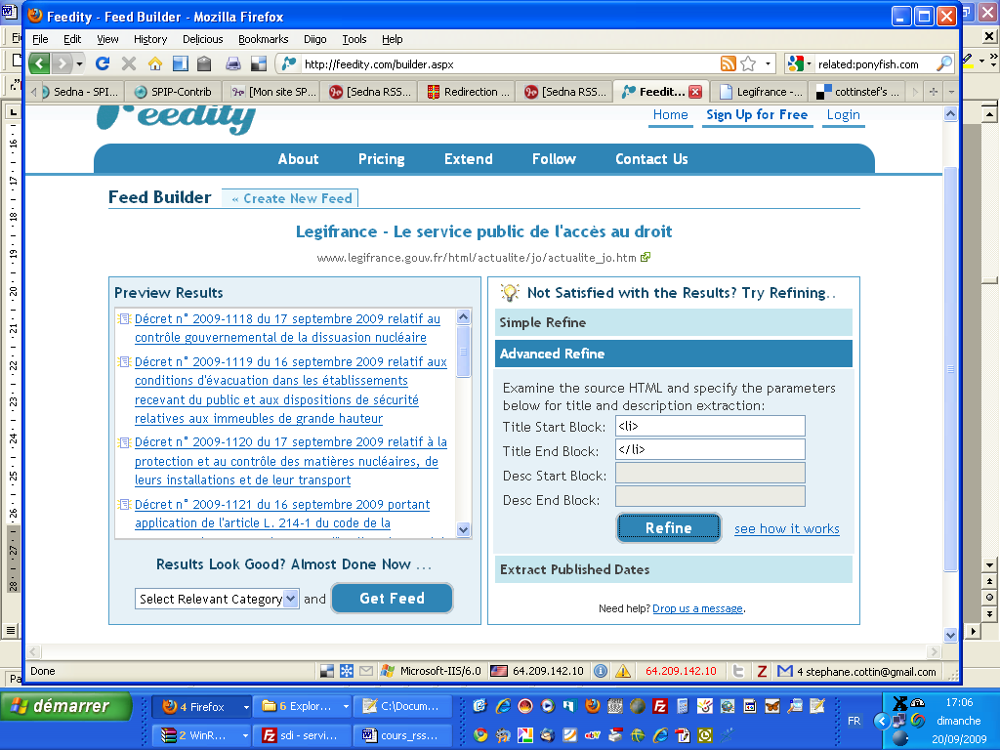 Feedity - Feed Builder - Mozilla Firefox
File Edit View History Delicious Bookmarks Diigo Tools Help
http://feedity.com/builder.aspx
related:ponyfish.com
Sedna - SPI...
SPIP-Contrib
[Mon site SP...
[Sedna RSS...
Redirection ...
[Sedna RSS...
Feedit...
Legifrance -...
cottinstef's ...
Feedity
Home
Sign Up for Free
Login
About
Pricing
Extend
Follow
Contact Us
Feed Builder
« Create New Feed
Legifrance - Le service public de l'accès au droit
www.legifrance.gouv.fr/html/actualite/jo/actualite_jo.htm
Preview Results
Décret n° 2009-1118 du 17 septembre 2009 relatif au
contrôle gouvernemental de la dissuasion nucléaire
Décret n° 2009-1119 du 16 septembre 2009 relatif aux
conditions d'évacuation dans les établissements
recevant du public et aux dispositions de sécurité
relatives aux immeubles de grande hauteur
Décret n° 2009-1120 du 17 septembre 2009 relatif à la
protection et au contrôle des matières nucléaires, de
leurs installations et de leur transport
Décret n° 2009-1121 du 16 septembre 2009 portant
application de l'article L. 214-1 du code de la
Results Look Good? Almost Done Now ...
Select Relevant Category
and
Get Feed
Not Satisfied with the Results? Try Refining..
Simple Refine
Advanced Refine
Examine the source HTML and specify the parameters
below for title and description extraction:
Title Start Block: <li>
Title End Block: </li>
Desc Start Block:
Desc End Block:
Refine
see how it works
Extract Published Dates
Need help? Drop us a message.
Done
Microsoft-IIS/6.0
64.209.142.10
64.209.142.10
4 stephane.cottin@gmail.com
démarrer
4 Firefox
6 Explor...
C:\Docum...
2 WinR...
sdi - servi...
cours_rss...
FR
17:06
dimanche
20/09/2009